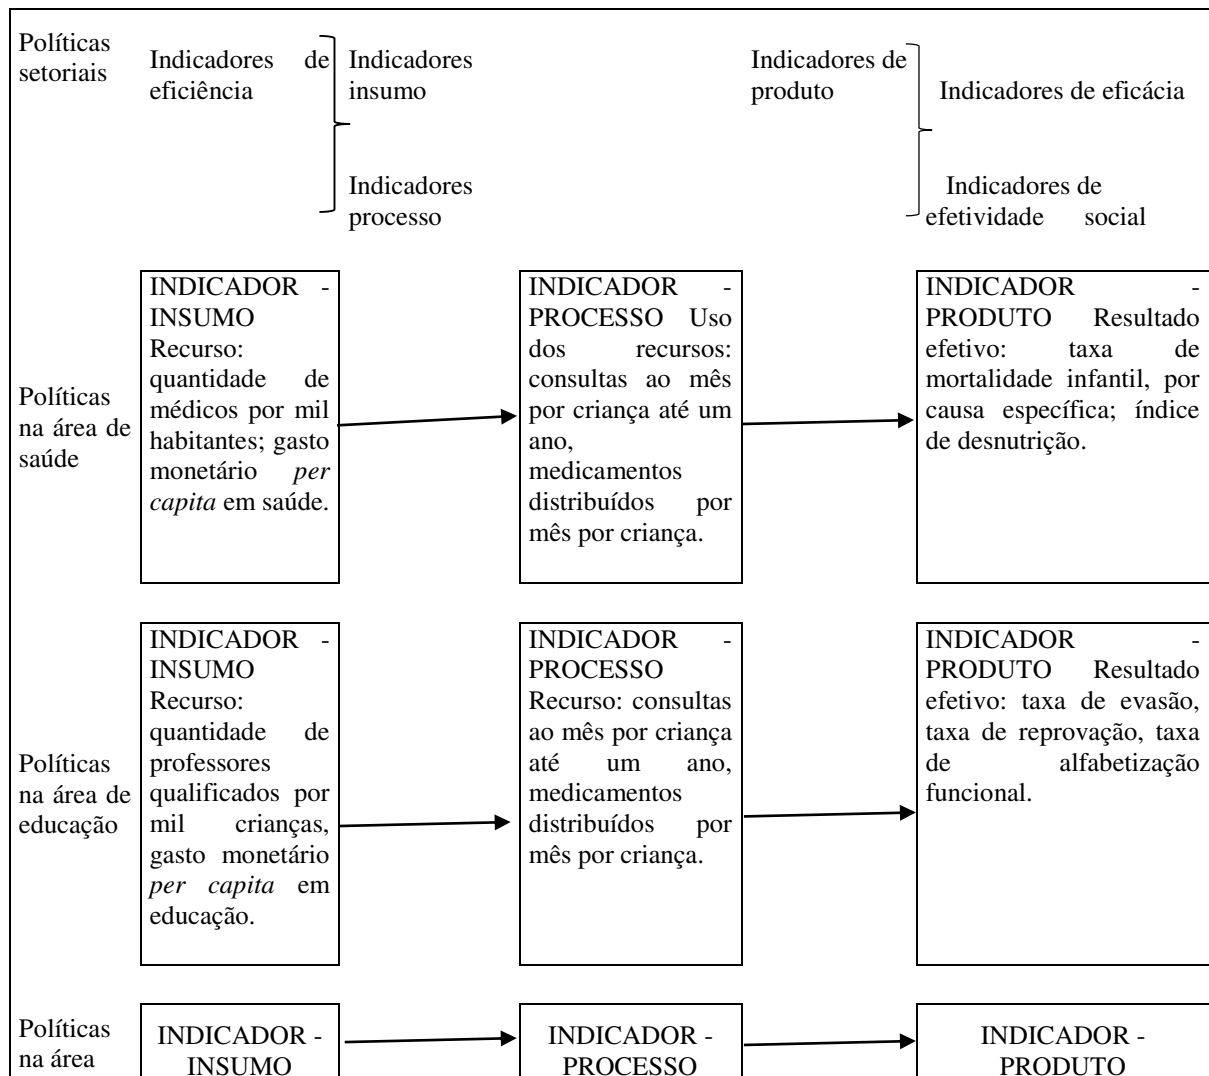 Políticas
setoriais
Indicadores de
eficiência
Indicadores
insumo
Indicadores
processo
Indicadores de
produto
Indicadores de eficácia
Indicadores de
efetividade social
Políticas
na área de
saúde
INDICADOR -
INSUMO
Recurso:
quantidade de
médicos por mil
habitantes; gasto
monetário per
capita em saúde.
INDICADOR -
PROCESSO Uso
dos recursos:
consultas ao mês
por criança até um
ano,
medicamentos
distribuídos por
mês por criança.
INDICADOR -
PRODUTO Resultado
efetivo: taxa de
mortalidade infantil, por
causa específica; índice
de desnutrição.
Políticas
na área de
educação
INDICADOR -
INSUMO
Recurso:
quantidade de
professores
qualificados por
mil crianças,
gasto monetário
per capita em
educação.
INDICADOR -
PROCESSO
Recurso: consultas
ao mês por criança
até um ano,
medicamentos
distribuídos por
mês por criança.
INDICADOR -
PRODUTO Resultado
efetivo: taxa de evasão,
taxa de reprovação, taxa
de alfabetização
funcional.
Políticas
na área
INDICADOR -
INSUMO
INDICADOR -
PROCESSO
INDICADOR -
PRODUTO